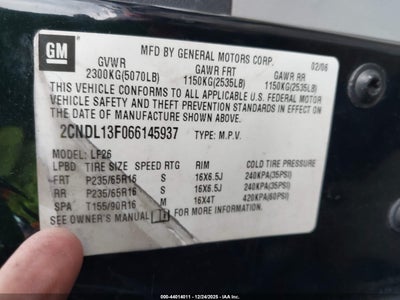 GM
MFD BY GENERAL MOTORS CORP. 02/06
GVWR GAWR FRT GAWR RR
2300KG(5070LB) 1150KG(2535LB) 1150KG(2535LB)
THIS VEHICLE CONFORMS TO ALL APPLICABLE U.S. FEDERAL MOTOR
VEHICLE SAFETY AND THEFT PREVENTION STANDARDS IN EFFECT ON THE
DATE OF MANUFACTURE SHOWN ABOVE.
2CNDL13F066145937 TYPE: M.P.V.
MODEL: LF26
LPBD TIRE SIZE SPEED RTG RIM COLD TIRE PRESSURE
FRT P235/65R16 S 16X6.5J 240KPA(35PSI)
RR P235/65R16 S 16X6.5J 240KPA(35PSI)
SPA T155/90R16 M 16X4T 420KPA(60PSI)
SEE OWNER'S MANUAL FOR MORE INFORMATION.
000-44014011 - 12/24/2025 - IAAI.com